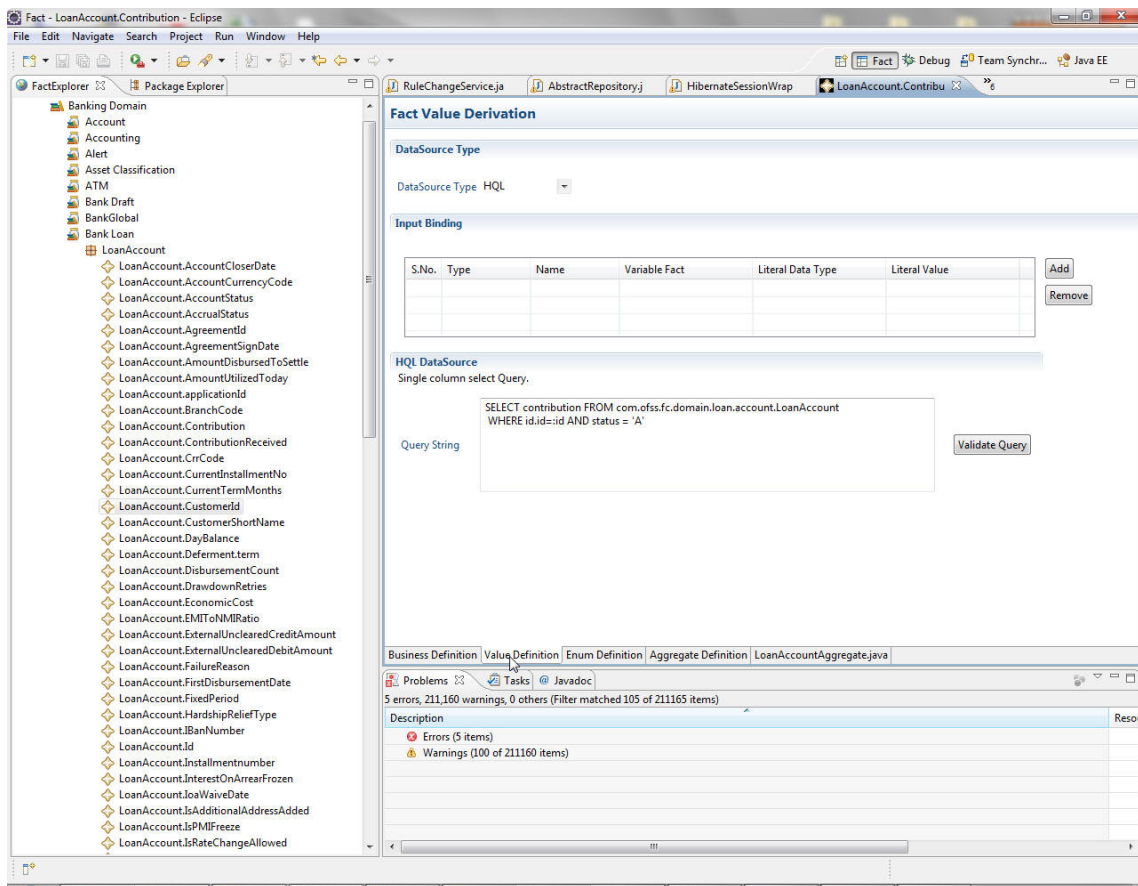 Fact - LoanAccount.Contribution - Eclipse
File Edit Navigate Search Project Run Window Help
Fact Debug Team Synchr... Java EE
FactExplorer Package Explorer
Banking Domain
Account
Accounting
Alert
Asset Classification
ATM
Bank Draft
BankGlobal
Bank Loan
LoanAccount
LoanAccount.AccountCloserDate
LoanAccount.AccountCurrencyCode
LoanAccount.AccountStatus
LoanAccount.AccrualStatus
LoanAccount.AgreementId
LoanAccount.AgreementSignDate
LoanAccount.AmountDisbursedToSettle
LoanAccount.AmountUtilizedToday
LoanAccount.applicationId
LoanAccount.BranchCode
LoanAccount.Contribution
LoanAccount.ContributionReceived
LoanAccount.CrrCode
LoanAccount.CurrentInstallmentNo
LoanAccount.CurrentTermMonths
LoanAccount.CustomerId
LoanAccount.CustomerShortName
LoanAccount.DayBalance
LoanAccount.Deferment.term
LoanAccount.DisbursementCount
LoanAccount.DrawdownRetries
LoanAccount.EconomicCost
LoanAccount.EMIToNMIRatio
LoanAccount.ExternalUnclearedCreditAmount
LoanAccount.ExternalUnclearedDebitAmount
LoanAccount.FailureReason
LoanAccount.FirstDisbursementDate
LoanAccount.FixedPeriod
LoanAccount.HardshipReliefType
LoanAccount.IBanNumber
LoanAccount.Id
LoanAccount.Installmentnumber
LoanAccount.InterestOnArrearFrozen
LoanAccount.IoaWaiveDate
LoanAccount.IsAdditionalAddressAdded
LoanAccount.IsPMIFreeze
LoanAccount.IsRateChangeAllowed
RuleChangeService.ja AbstractRepository.j HibernateSessionWrap LoanAccount.Contribu »6
Fact Value Derivation
DataSource Type
DataSource Type HQL
Input Binding
S.No. Type Name Variable Fact Literal Data Type Literal Value
Add
Remove
HQL DataSource
Single column select Query.
SELECT contribution FROM com.ofss.fc.domain.loan.account.LoanAccount
WHERE id.id=:id AND status = 'A'
Query String
Validate Query
Business Definition Value Definition Enum Definition Aggregate Definition LoanAccountAggregate.java
Problems Tasks @ Javadoc
5 errors, 211,160 warnings, 0 others (Filter matched 105 of 211165 items)
Description Reso
Errors (5 items)
Warnings (100 of 211160 items)